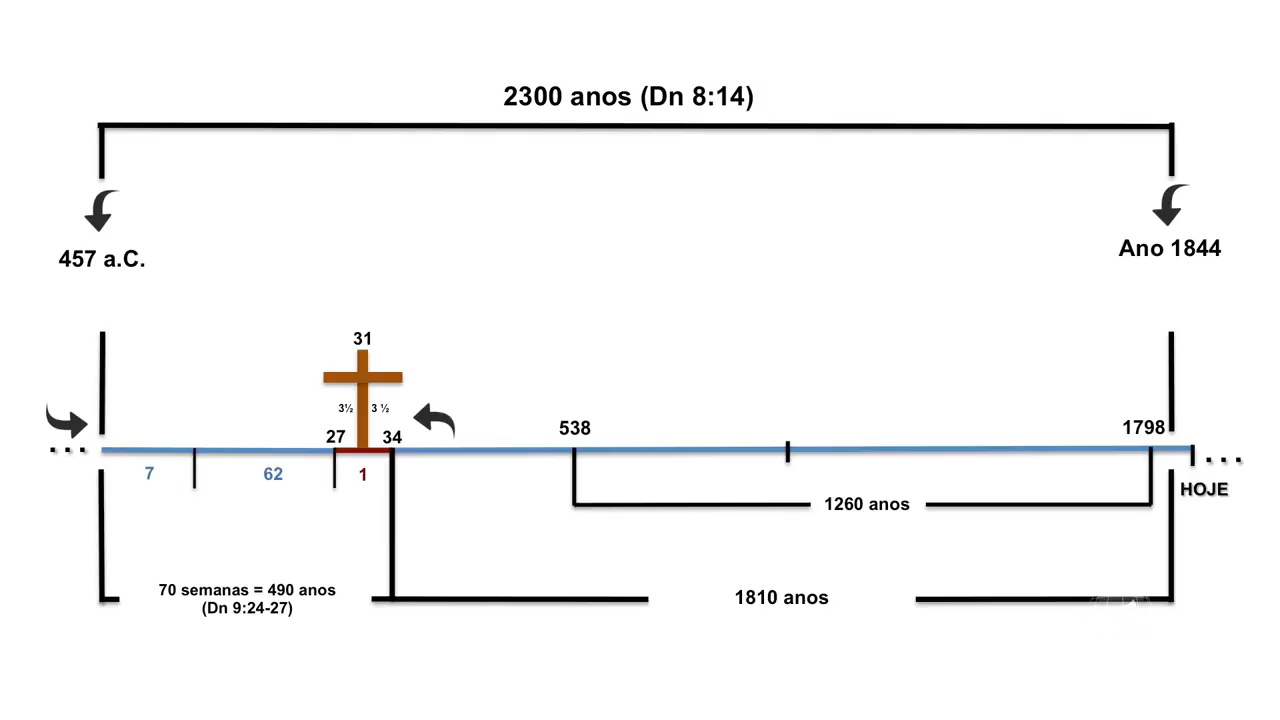 2300 anos (Dn 8:14)
457 a.C.
Ano 1844
31
3½ 3 ½
27 34 538 1798
. . . . . .
7 62 1
HOJE
1260 anos
70 semanas = 490 anos
(Dn 9:24-27)
1810 anos